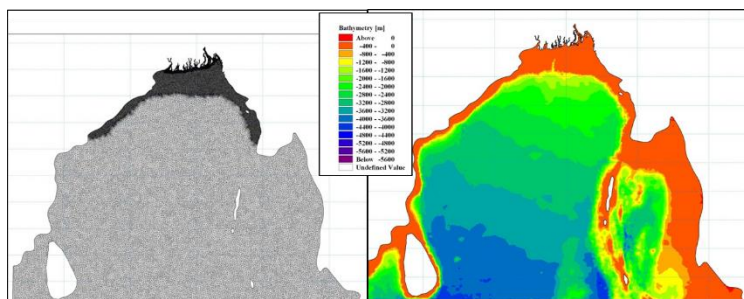 Bathymetry [m]
Above 0
-400 - 0
-800 - -400
-1200 - -800
-1600 - -1200
-2000 - -1600
-2400 - -2000
-2800 - -2400
-3200 - -2800
-3600 - -3200
-4000 - -3600
-4400 - -4000
-4800 - -4400
-5200 - -4800
-5600 - -5200
Below -5600
Undefined Value